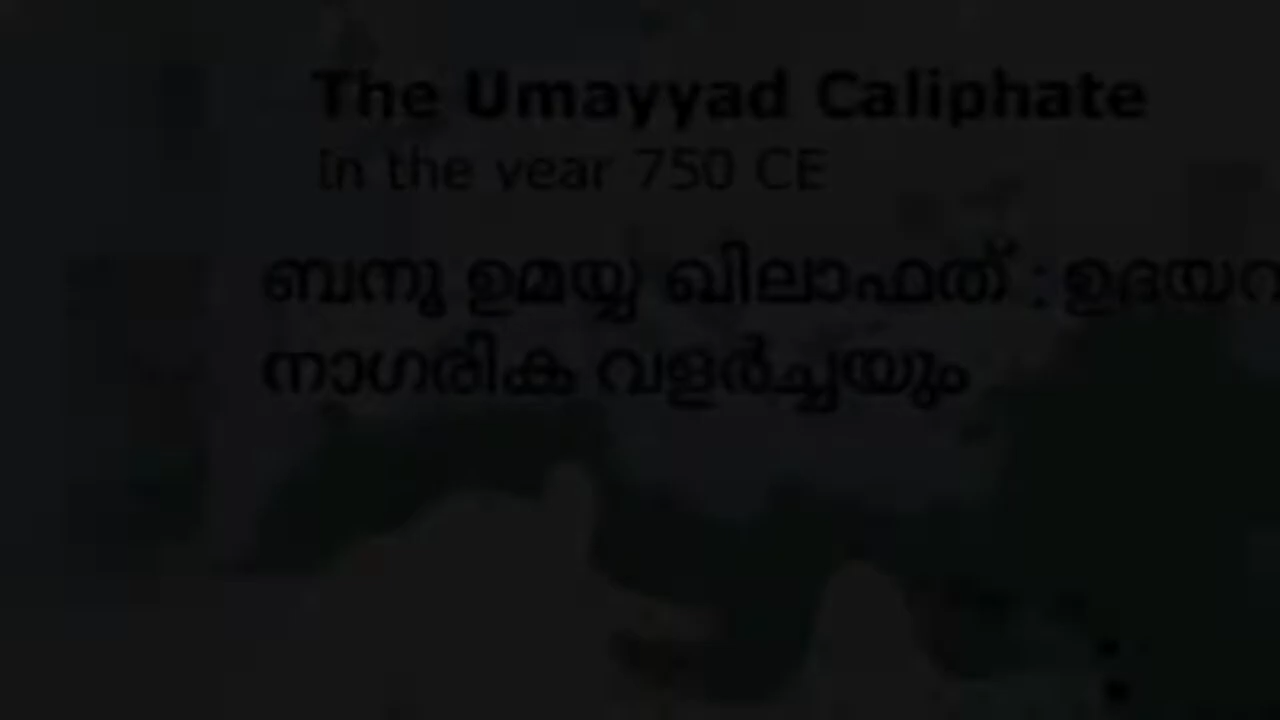 The Umayyad Caliphate
In the year 750 CE
ബനൂ ഉമയ്യ ഖിലാഫത് :
നാഗരിക വളർച്ചയും